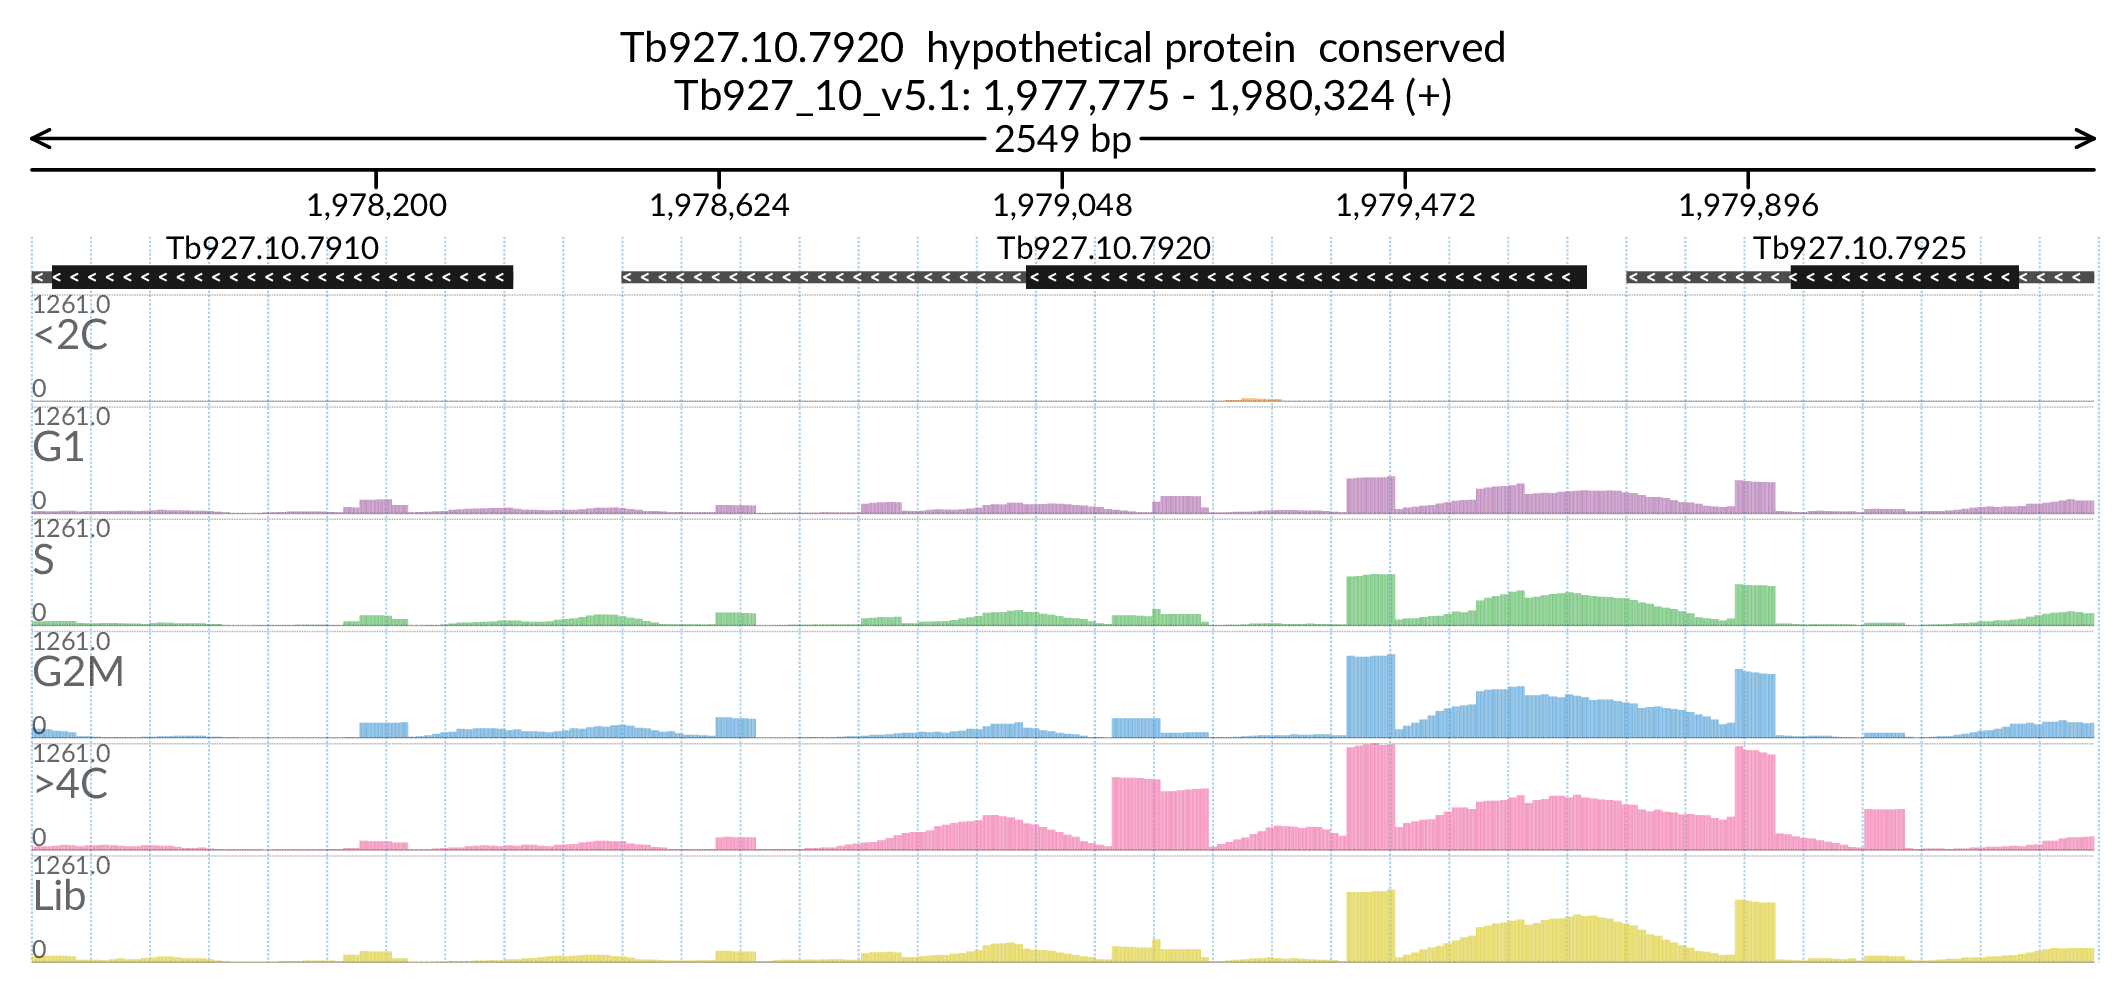 Tb927.10.7920  hypothetical protein  conserved
Tb927_10_v5.1: 1,977,775 - 1,980,324 (+)
2549 bp
1,978,200 1,978,624 1,979,048 1,979,472 1,979,896
Tb927.10.7910 Tb927.10.7920 Tb927.10.7925
1261.0
<2C
0
1261.0
G1
0
1261.0
S
0
1261.0
G2M
0
1261.0
>4C
0
1261.0
Lib
0